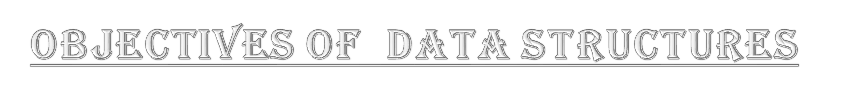 OBJECTIVES OF DATA STRUCTURES